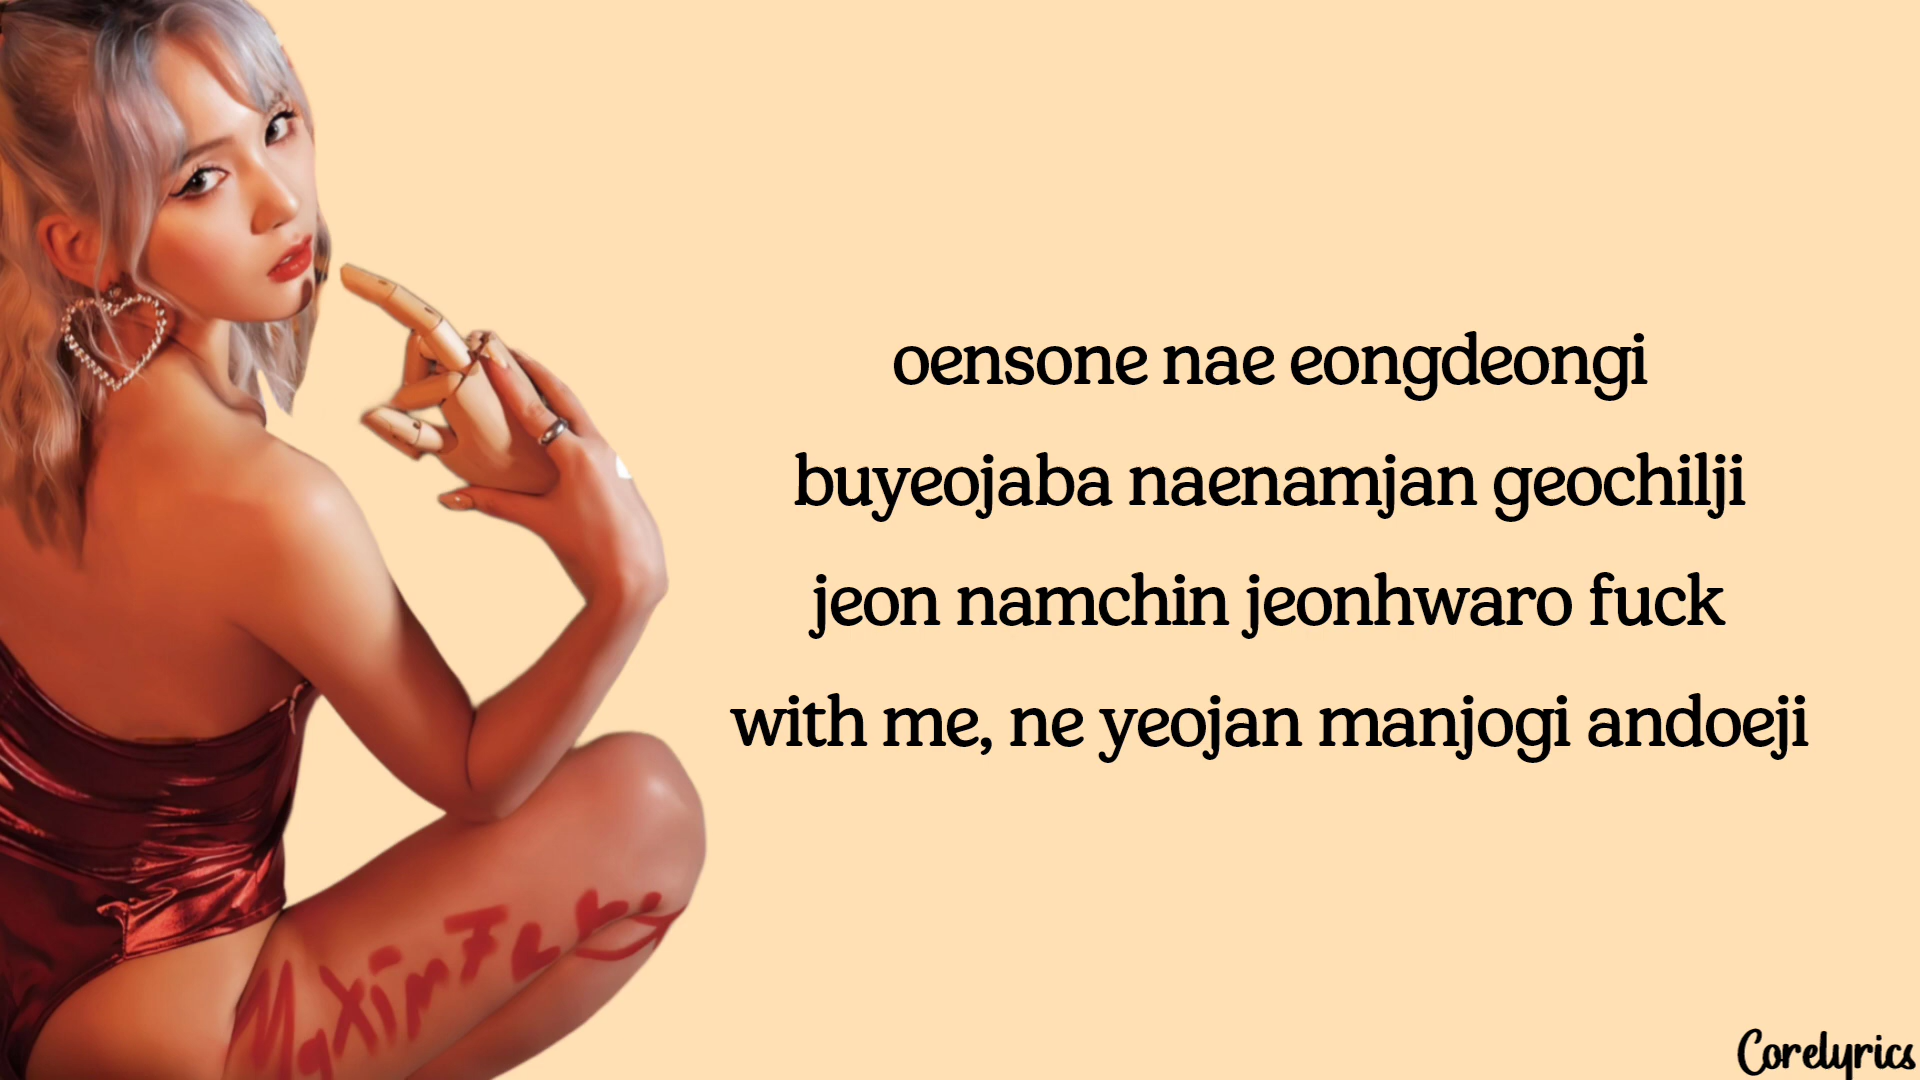 oensone nae eongdeongi
buyeojaba naenamjan geochilji
jeon namchin jeonhwaro fuck
with me, ne yeojan manjogi andoeji
Corelyrics